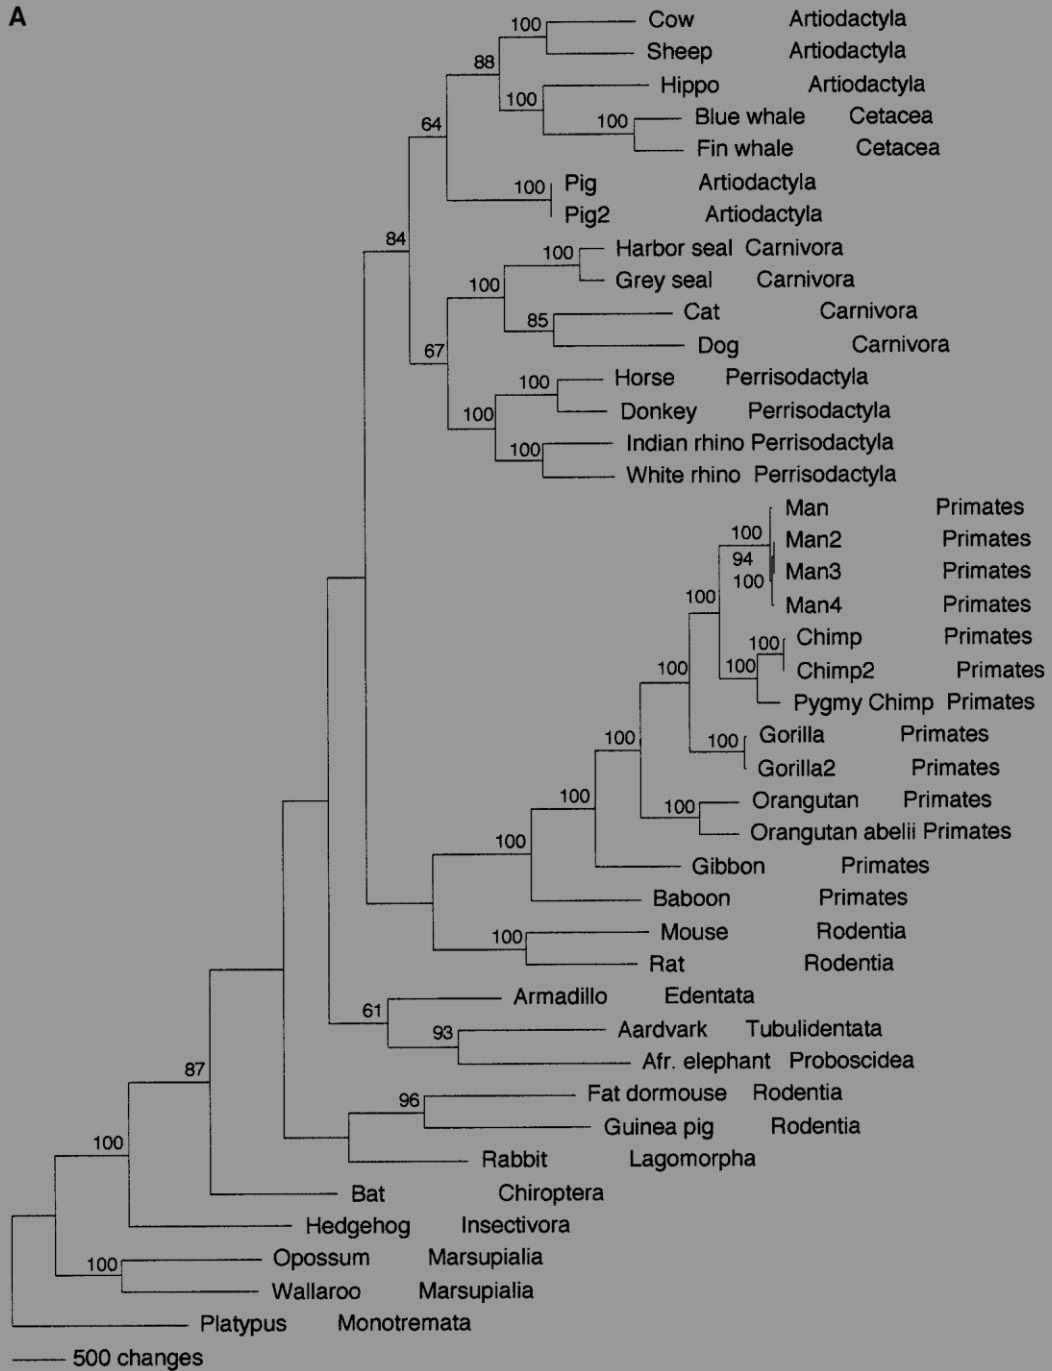 A
100 Cow Artiodactyla
88 Sheep Artiodactyla
Hippo Artiodactyla
100
64 100 Blue whale Cetacea
Fin whale Cetacea
100 Pig Artiodactyla
Pig2 Artiodactyla
84 100 Harbor seal Carnivora
100 Grey seal Carnivora
85 Cat Carnivora
67 Dog Carnivora
100 Horse Perrisodactyla
100 Donkey Perrisodactyla
100 Indian rhino Perrisodactyla
White rhino Perrisodactyla
Man Primates
100 Man2 Primates
94
100 Man3 Primates
100 Man4 Primates
100 Chimp Primates
100 100 Chimp2 Primates
Pygmy Chimp Primates
100 100 Gorilla Primates
Gorilla2 Primates
100 100 Orangutan Primates
100 Orangutan abelii Primates
Gibbon Primates
Baboon Primates
100 Mouse Rodentia
Rat Rodentia
61 Armadillo Edentata
93 Aardvark Tubulidentata
87 Afr. elephant Proboscidea
96 Fat dormouse Rodentia
Guinea pig Rodentia
100 Rabbit Lagomorpha
Bat Chiroptera
Hedgehog Insectivora
100 Opossum Marsupialia
Wallaroo Marsupialia
Platypus Monotremata
500 changes